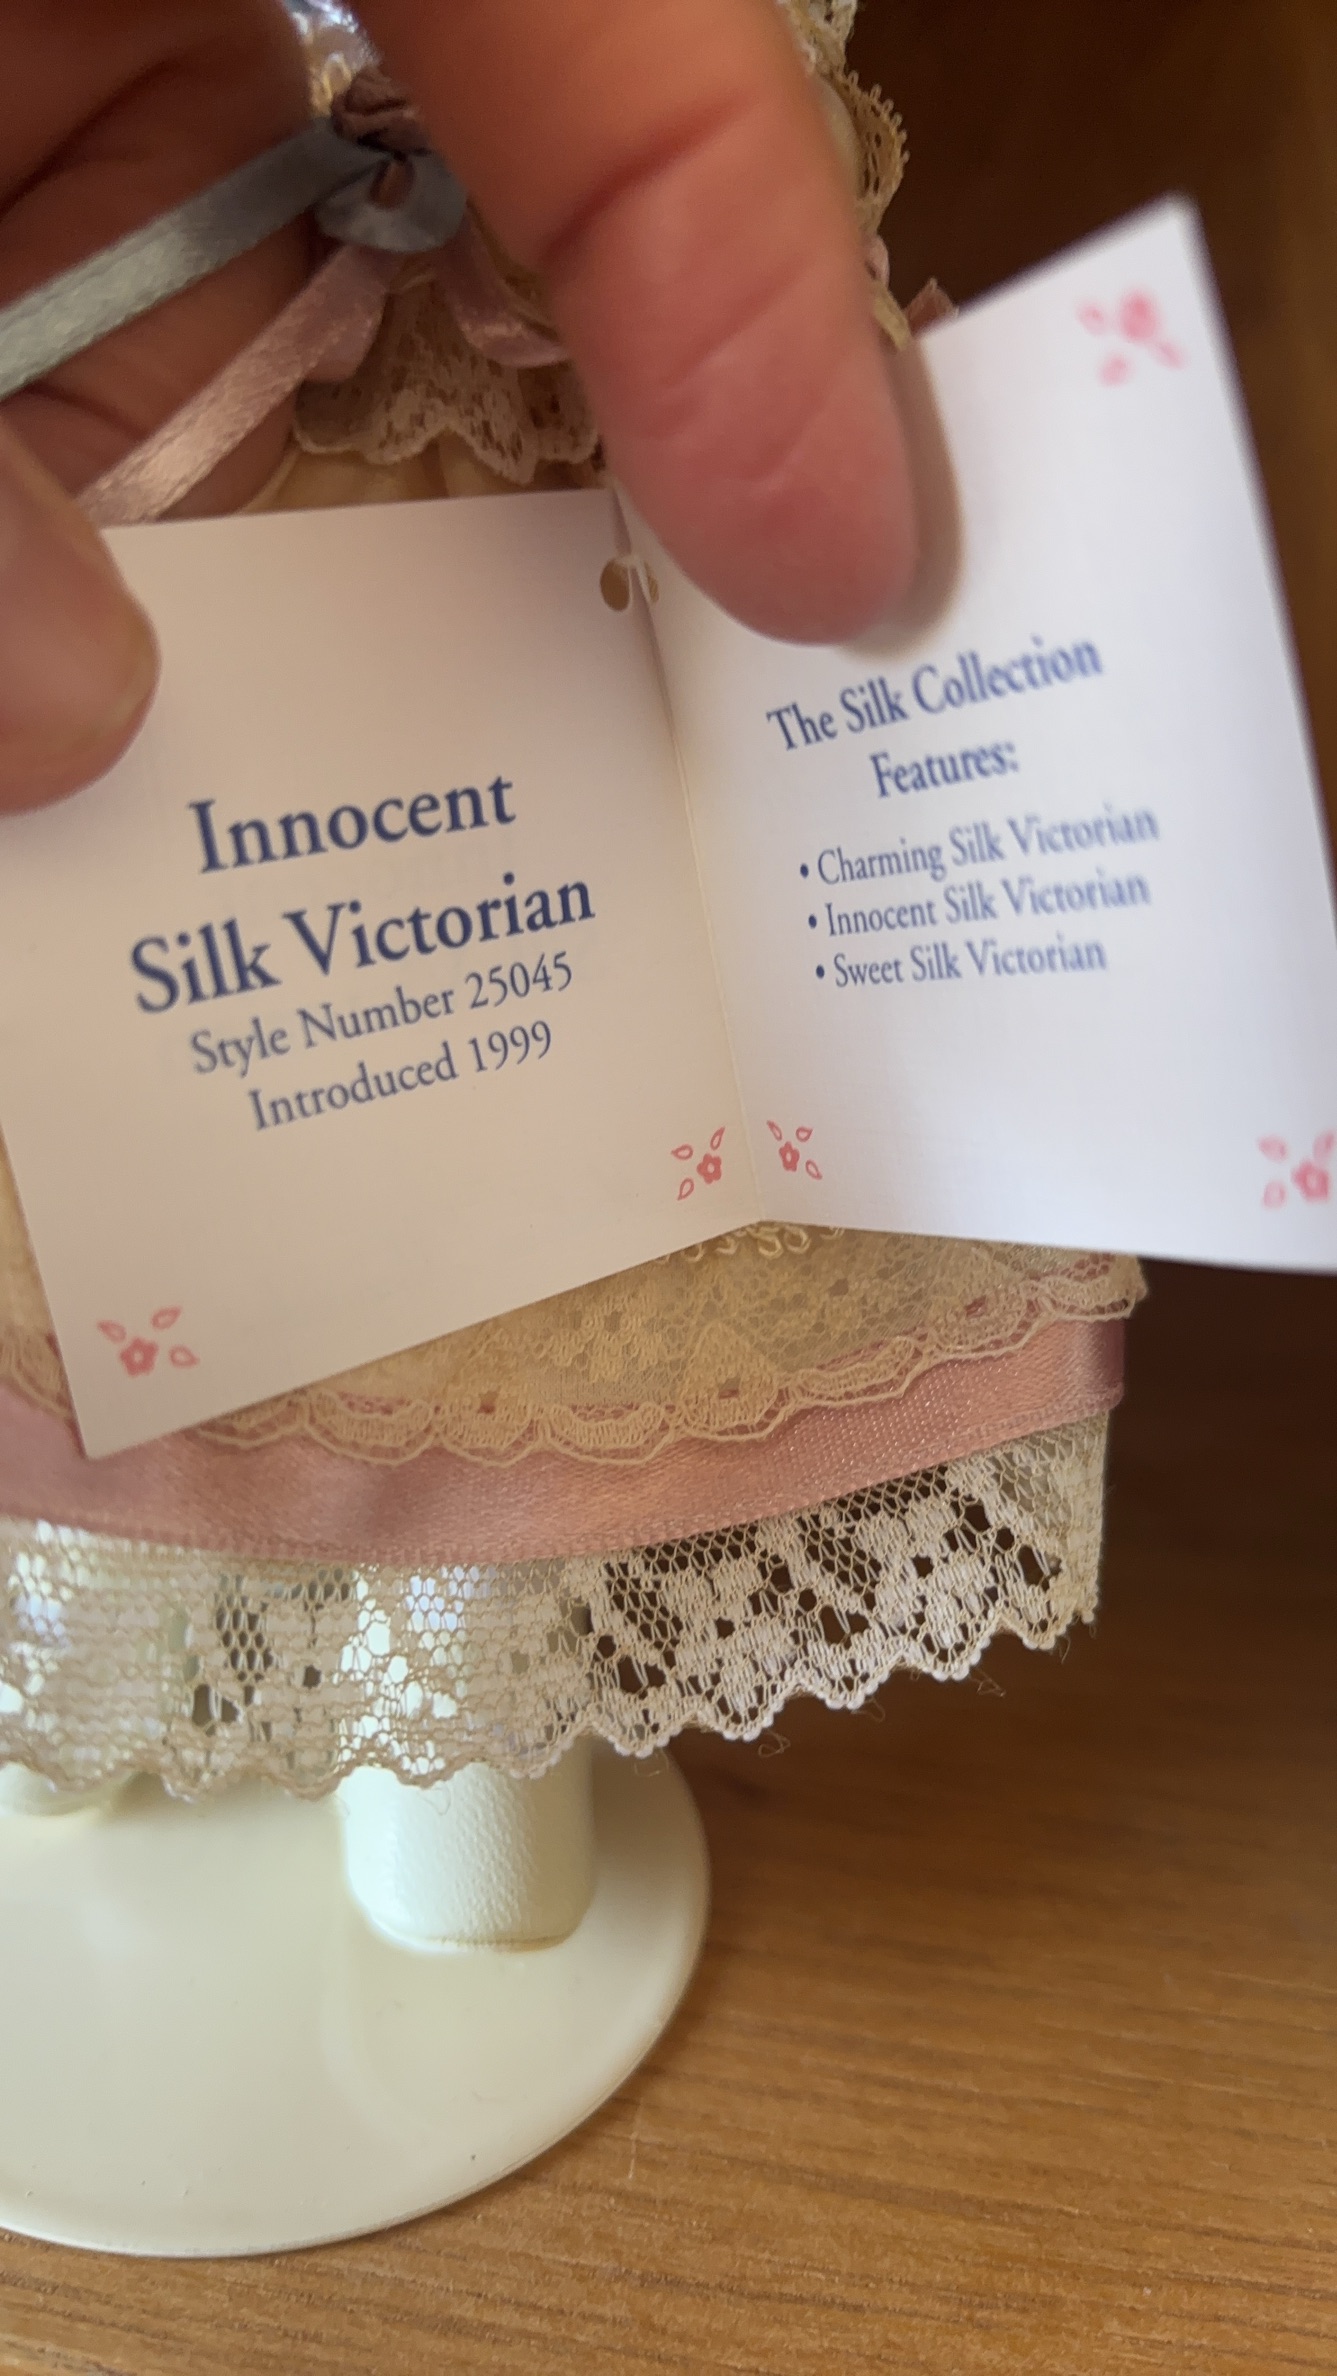 Innocent
Silk Victorian
Style Number 25045
Introduced 1999
The Silk Collection
Features:
• Charming Silk Victorian
• Innocent Silk Victorian
• Sweet Silk Victorian